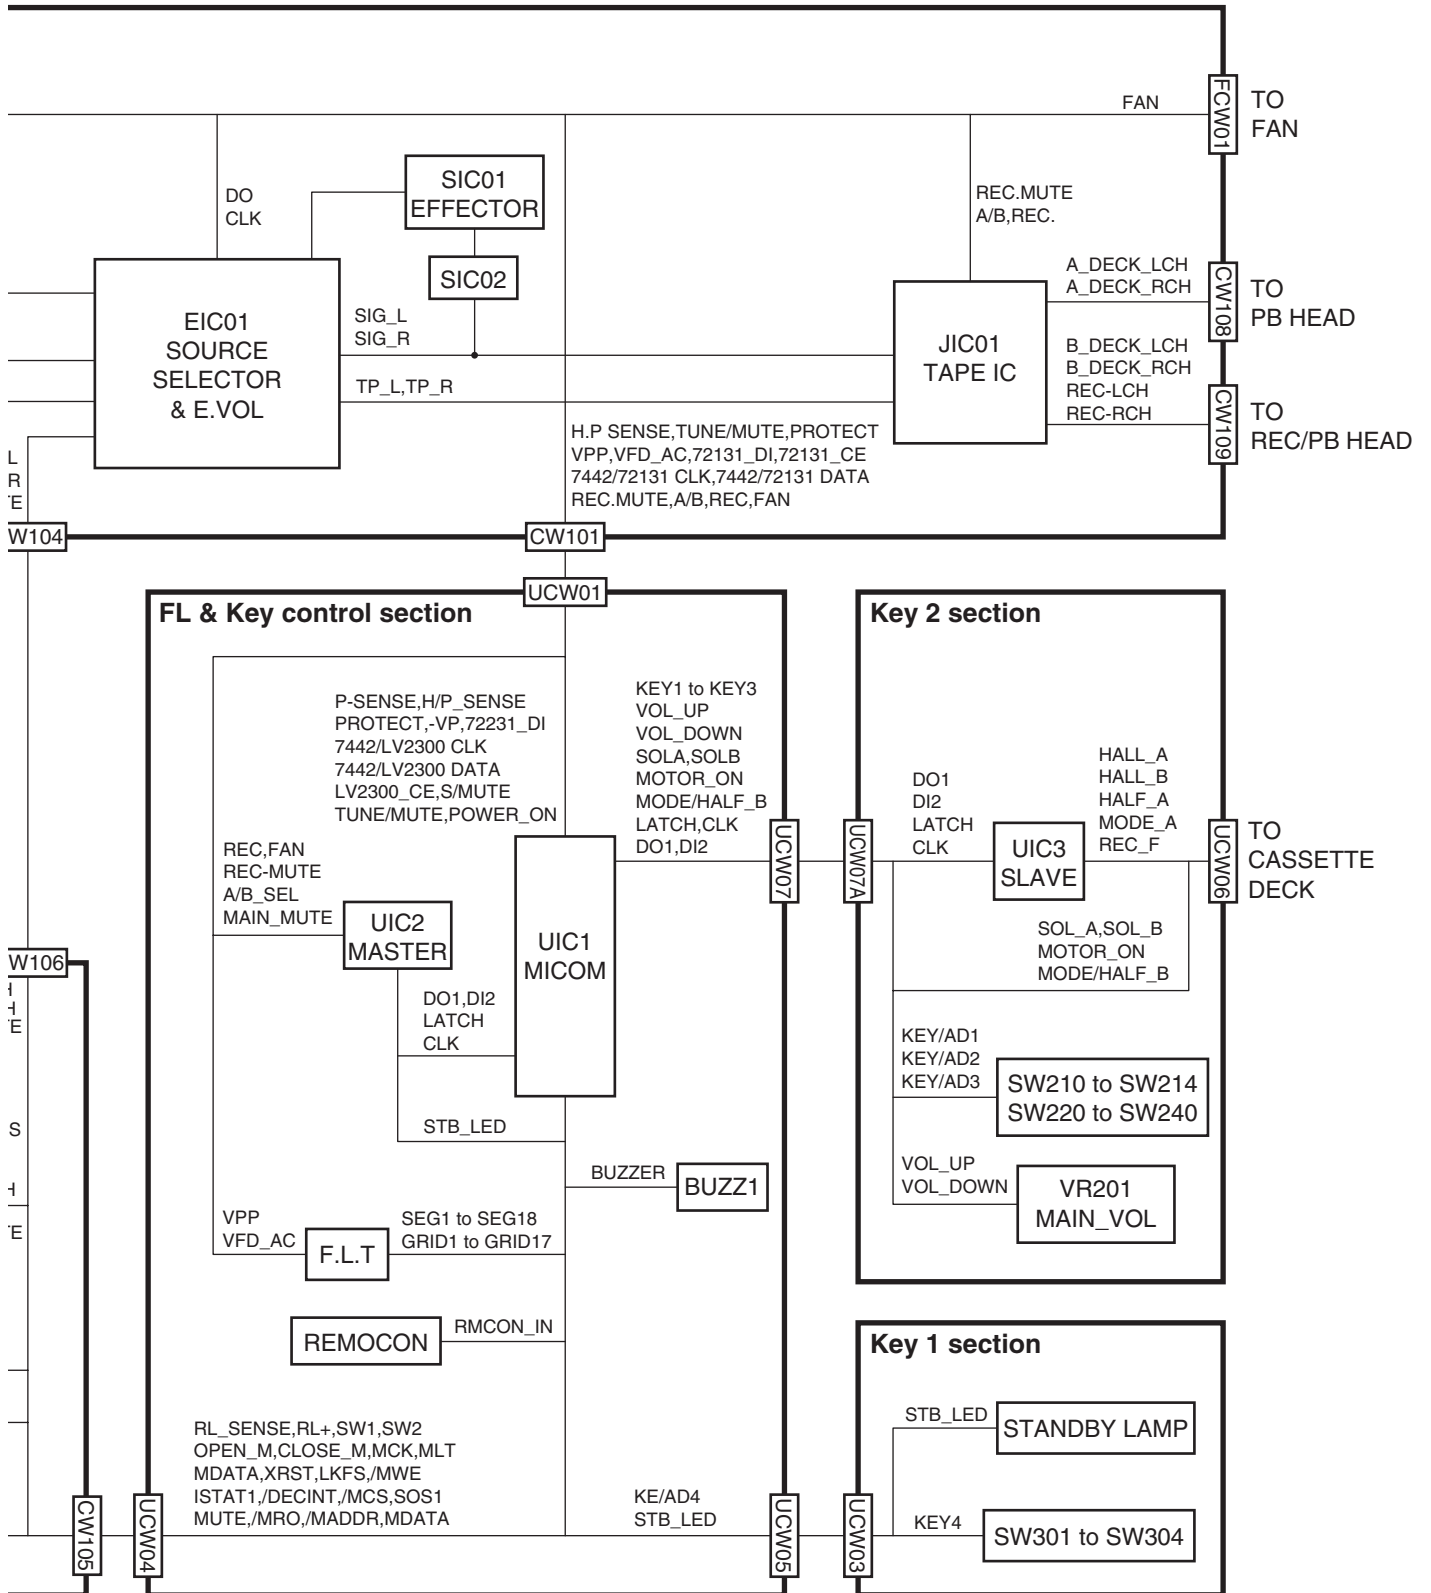 FAN
FCW01
TO
FAN
DO
CLK
SIC01
EFFECTOR
SIC02
REC.MUTE
A/B,REC.
EIC01
SOURCE
SELECTOR
& E.VOL
SIG_L
SIG_R
TP_L,TP_R
JIC01
TAPE IC
A_DECK_LCH
A_DECK_RCH
CW108
TO
PB HEAD
B_DECK_LCH
B_DECK_RCH
REC-LCH
REC-RCH
CW109
TO
REC/PB HEAD
H.P SENSE,TUNE/MUTE,PROTECT
VPP,VFD_AC,72131_DI,72131_CE
7442/72131 CLK,7442/72131 DATA
REC.MUTE,A/B,REC,FAN
L
R
E
W104
CW101
UCW01
FL & Key control section
P-SENSE,H/P_SENSE
PROTECT,-VP,72231_DI
7442/LV2300 CLK
7442/LV2300 DATA
LV2300_CE,S/MUTE
TUNE/MUTE,POWER_ON
KEY1 to KEY3
VOL_UP
VOL_DOWN
SOLA,SOLB
MOTOR_ON
MODE/HALF_B
LATCH,CLK
DO1,DI2
UCW07
REC,FAN
REC-MUTE
A/B_SEL
MAIN_MUTE
UIC2
MASTER
UIC1
MICOM
DO1,DI2
LATCH
CLK
STB_LED
BUZZER
BUZZ1
VPP
VFD_AC
F.L.T
SEG1 to SEG18
GRID1 to GRID17
REMOCON
RMCON_IN
RL_SENSE,RL+,SW1,SW2
OPEN_M,CLOSE_M,MCK,MLT
MDATA,XRST,LKFS,/MWE
ISTAT1,/DECINT,/MCS,SOS1
MUTE,/MRO,/MADDR,MDATA
KE/AD4
STB_LED
W106
H
H
E
S
H
E
CW105
UCW04
UCW05
Key 2 section
UCW07A
DO1
DI2
LATCH
CLK
UIC3
SLAVE
HALL_A
HALL_B
HALF_A
MODE_A
REC_F
UCW06
TO
CASSETTE
DECK
SOL_A,SOL_B
MOTOR_ON
MODE/HALF_B
KEY/AD1
KEY/AD2
KEY/AD3
SW210 to SW214
SW220 to SW240
VOL_UP
VOL_DOWN
VR201
MAIN_VOL
Key 1 section
STB_LED
STANDBY LAMP
UCW03
KEY4
SW301 to SW304